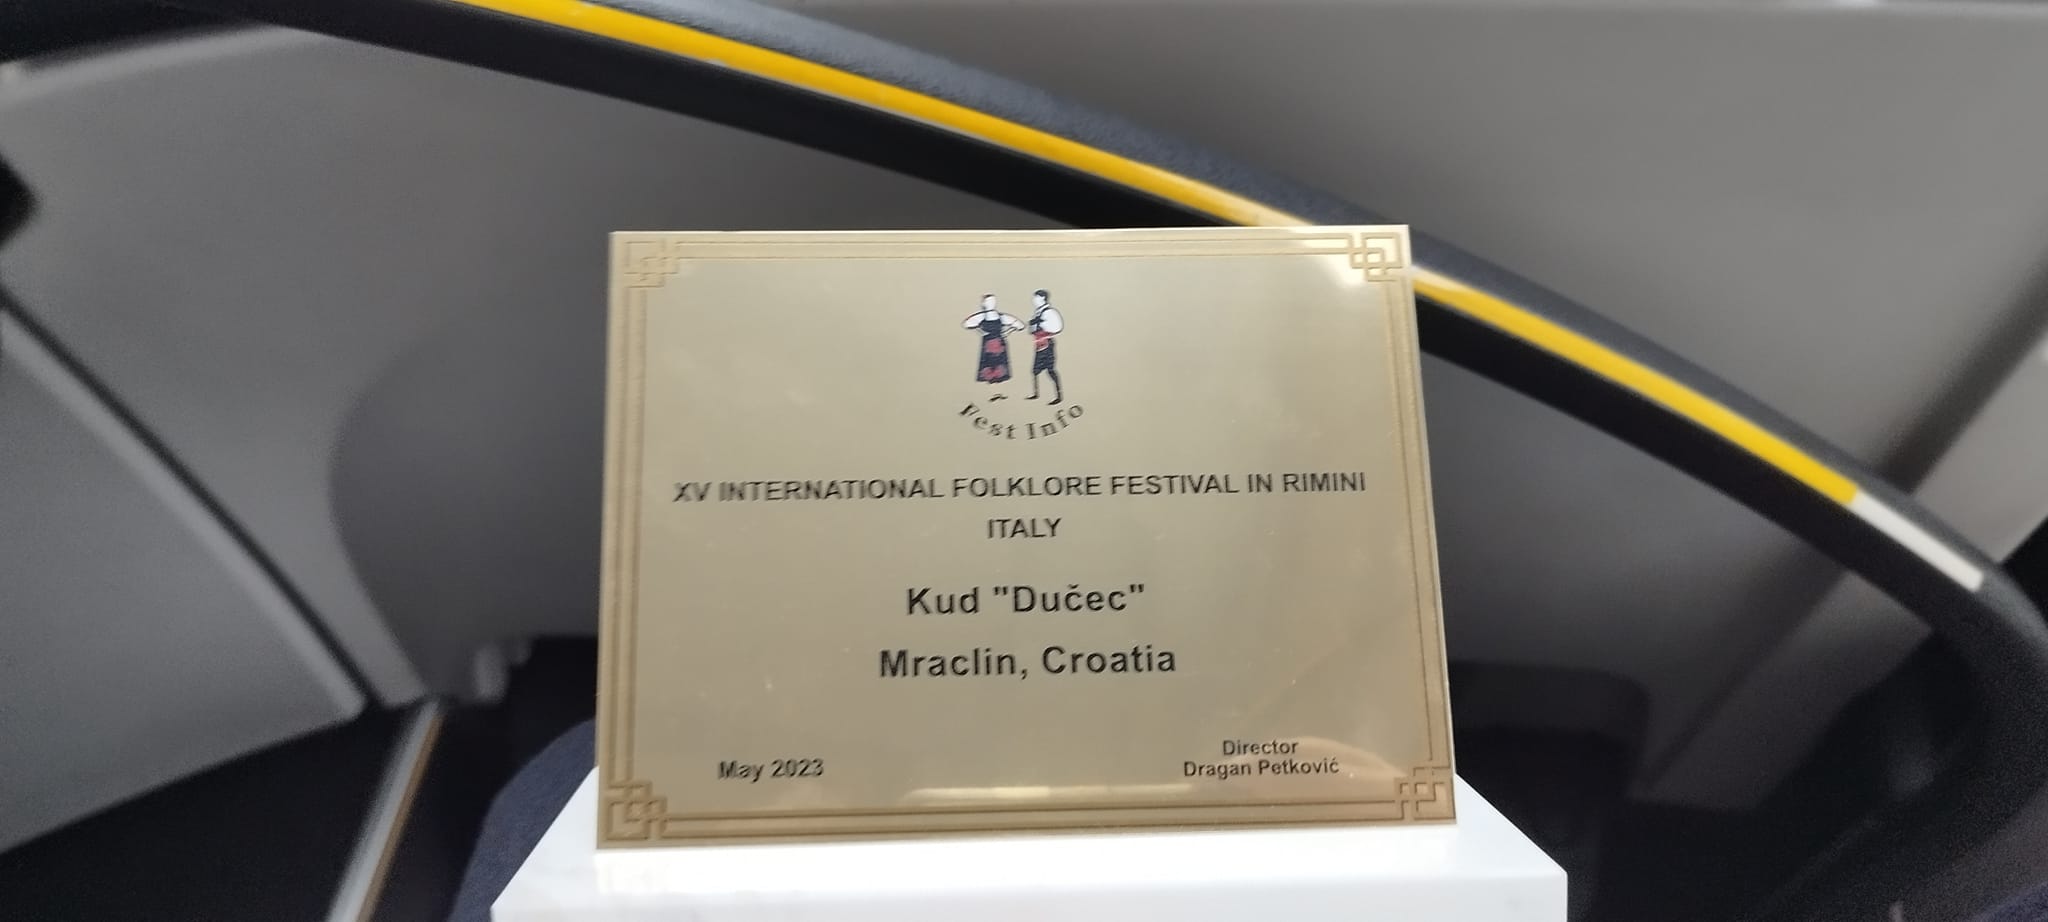 Fest Info
XV INTERNATIONAL FOLKLORE FESTIVAL IN RIMINI
ITALY
Kud "Dučec"
Mraclin, Croatia
May 2023
Director
Dragan Petković